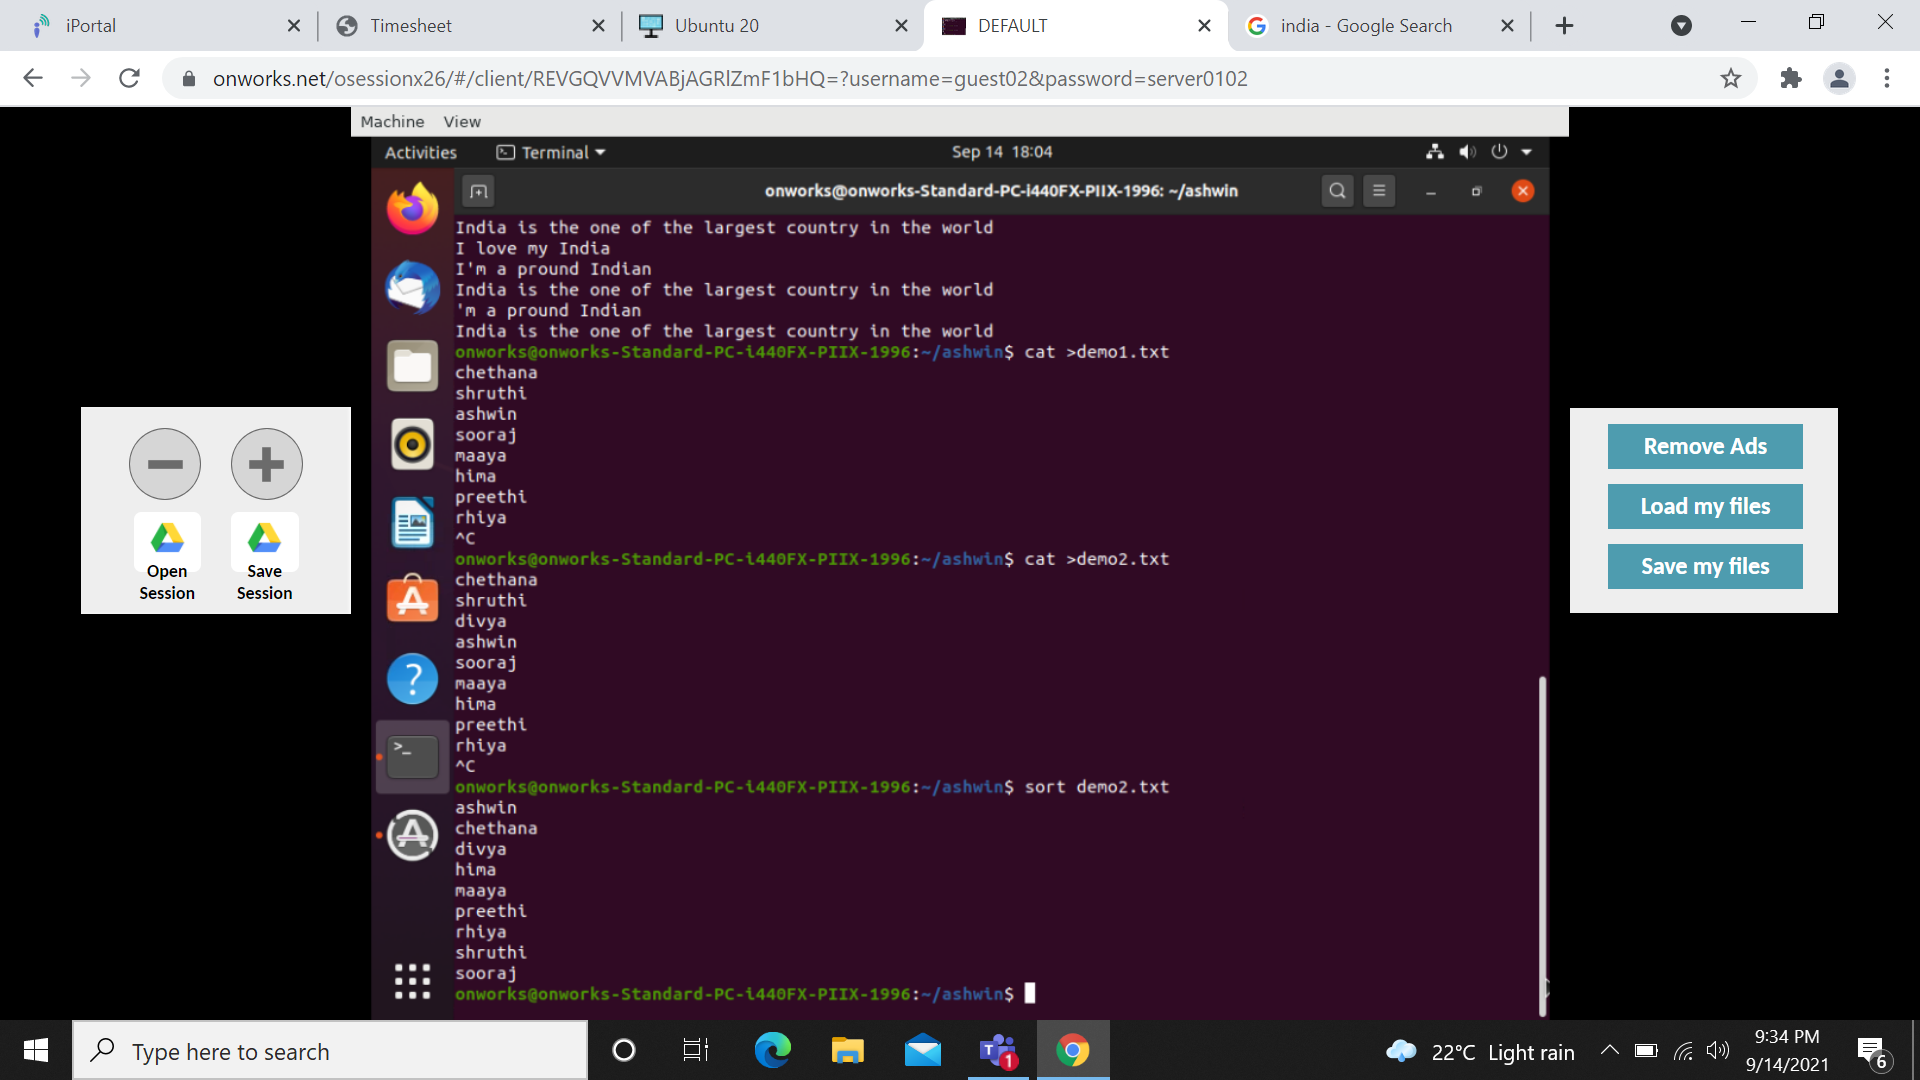 iPortal
Timesheet
Ubuntu 20
DEFAULT
india - Google Search
onworks.net/osessionx26/#/client/REVGQVVMVABjAGRlZmF1bHQ=?username=guest02&password=server0102
Machine View
Activities Terminal Sep 14 18:04
onworks@onworks-Standard-PC-i440FX-PIIX-1996: ~/ashwin
India is the one of the largest country in the world
I love my India
I'm a pround Indian
India is the one of the largest country in the world
'm a pround Indian
India is the one of the largest country in the world
onworks@onworks-Standard-PC-i440FX-PIIX-1996:~/ashwin$ cat >demo1.txt
chethana
shruthi
ashwin
sooraj
maaya
hima
preethi
rhiya
^C
onworks@onworks-Standard-PC-i440FX-PIIX-1996:~/ashwin$ cat >demo2.txt
chethana
shruthi
divya
ashwin
sooraj
maaya
hima
preethi
rhiya
^C
onworks@onworks-Standard-PC-i440FX-PIIX-1996:~/ashwin$ sort demo2.txt
ashwin
chethana
divya
hima
maaya
preethi
rhiya
shruthi
sooraj
onworks@onworks-Standard-PC-i440FX-PIIX-1996:~/ashwin$
Open Session
Save Session
Remove Ads
Load my files
Save my files
Type here to search
1
22°C Light rain
9:34 PM
9/14/2021
6